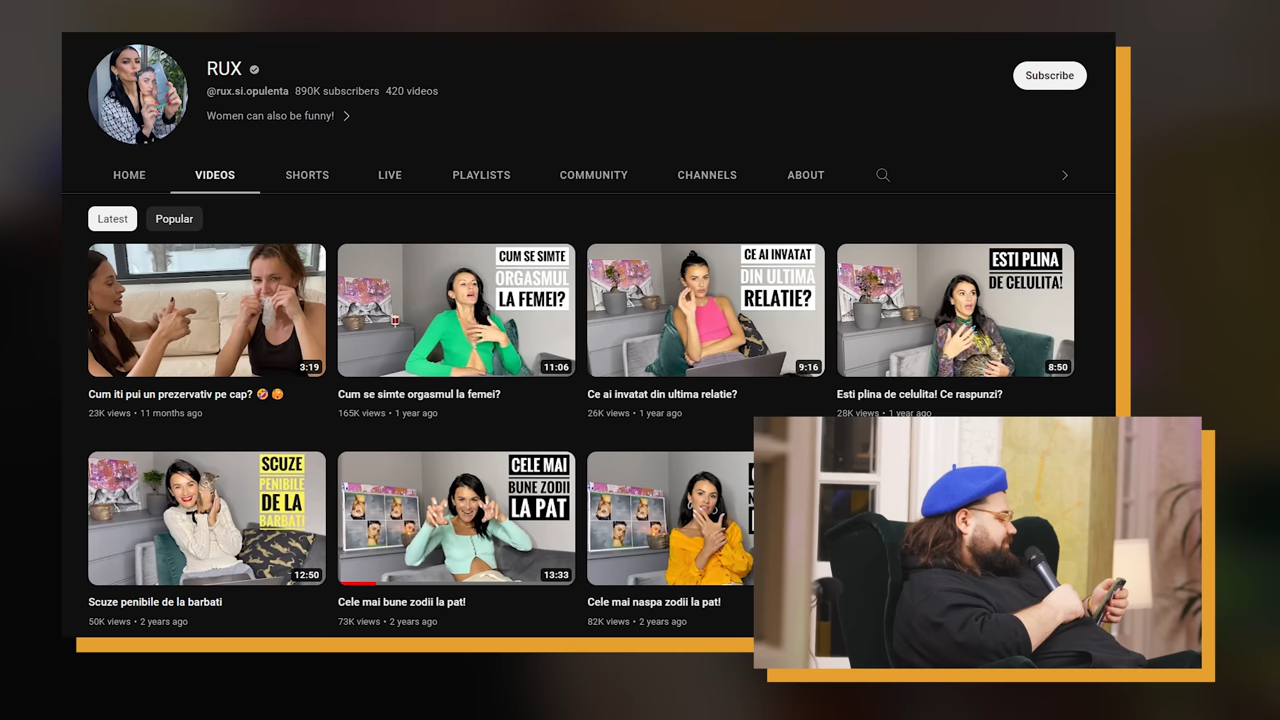 RUX
@rux.si.opulenta 890K subscribers 420 videos
Women can also be funny!
Subscribe
HOME VIDEOS SHORTS LIVE PLAYLISTS COMMUNITY CHANNELS ABOUT
Latest Popular
3:19
Cum iti pui un prezervativ pe cap? 🤣 🥵
23K views • 11 months ago
CUM SE SIMTE
ORGASMUL
LA FEMEI?
11:06
Cum se simte orgasmul la femei?
165K views • 1 year ago
CE AI INVATAT
DIN ULTIMA
RELATIE?
9:16
Ce ai invatat din ultima relatie?
26K views • 1 year ago
ESTI PLINA
DE CELULITA!
8:50
Esti plina de celulita! Ce raspunzi?
28K views • 1 year ago
SCUZE
PENIBILE
DE LA
BARBATI
12:50
Scuze penibile de la barbati
50K views • 2 years ago
CELE MAI
BUNE ZODII
LA PAT
13:33
Cele mai bune zodii la pat!
73K views • 2 years ago
Cele mai naspa zodii la pat!
82K views • 2 years ago